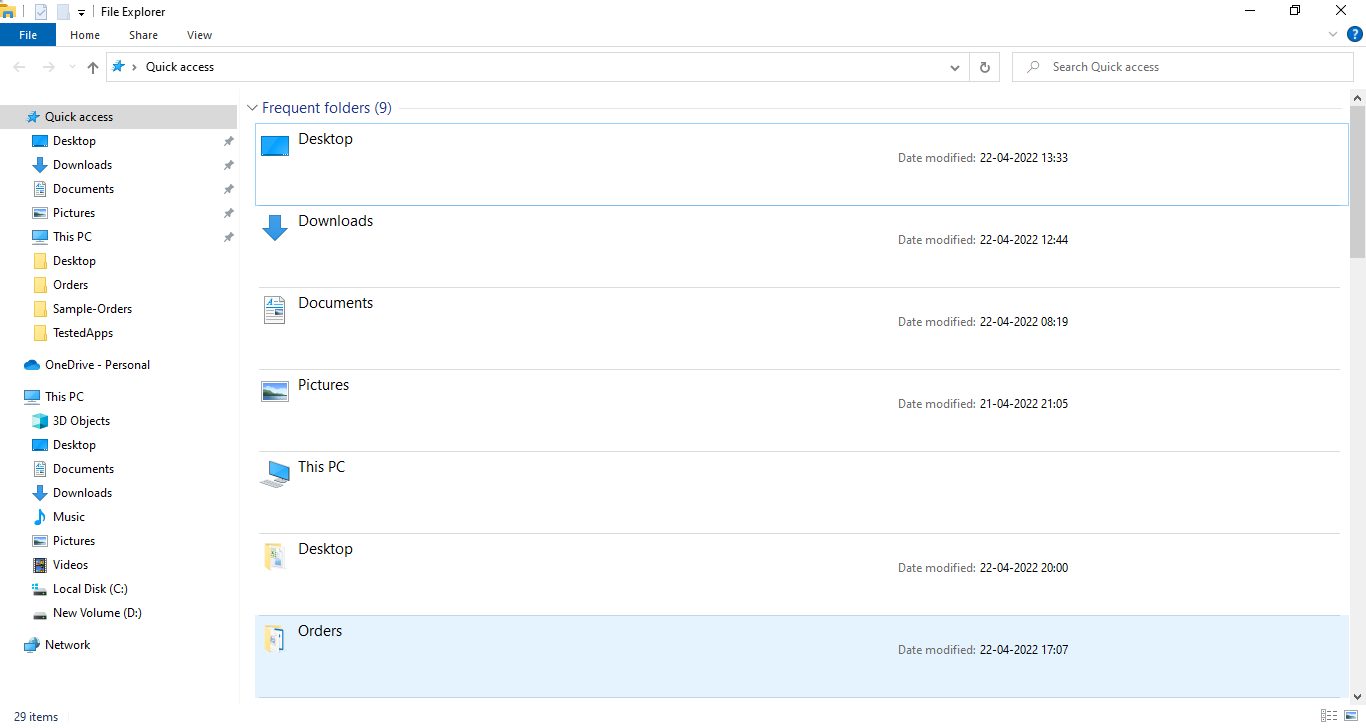 File Explorer
File Home Share View
Quick access
Search Quick access
Quick access
Desktop
Downloads
Documents
Pictures
This PC
Desktop
Orders
Sample-Orders
TestedApps
OneDrive - Personal
This PC
3D Objects
Desktop
Documents
Downloads
Music
Pictures
Videos
Local Disk (C:)
New Volume (D:)
Network
Frequent folders (9)
Desktop
Date modified: 22-04-2022 13:33
Downloads
Date modified: 22-04-2022 12:44
Documents
Date modified: 22-04-2022 08:19
Pictures
Date modified: 21-04-2022 21:05
This PC
Desktop
Date modified: 22-04-2022 20:00
Orders
Date modified: 22-04-2022 17:07
29 items